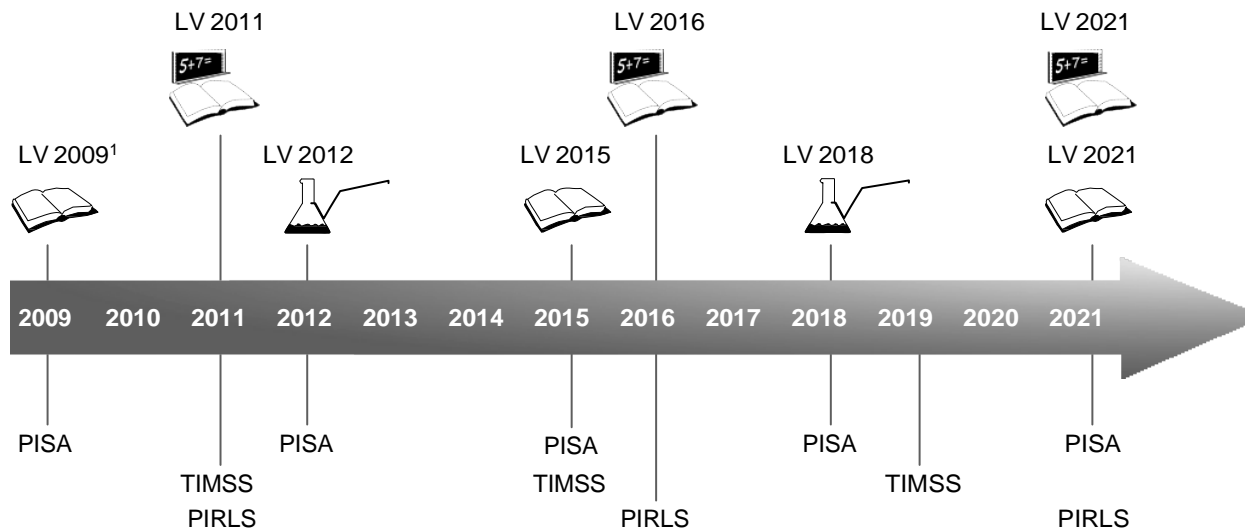 LV 2011 LV 2016 LV 2021
5+7= 5+7= 5+7=
LV 2009¹ LV 2012 LV 2015 LV 2018 LV 2021
2009 2010 2011 2012 2013 2014 2015 2016 2017 2018 2019 2020 2021
PISA PISA PISA PISA PISA
TIMSS TIMSS TIMSS
PIRLS PIRLS PIRLS